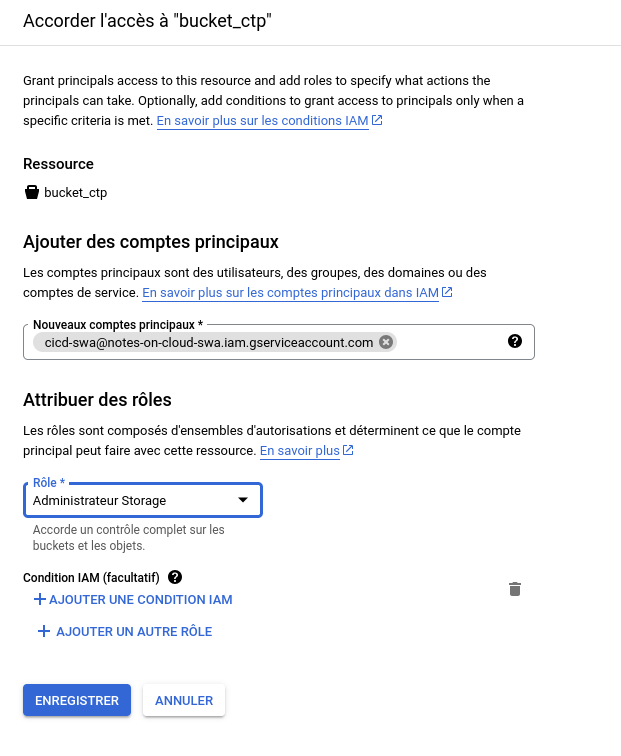 Accorder l'accès à "bucket_ctp"
Grant principals access to this resource and add roles to specify what actions the
principals can take. Optionally, add conditions to grant access to principals only when a
specific criteria is met. En savoir plus sur les conditions IAM
Ressource
bucket_ctp
Ajouter des comptes principaux
Les comptes principaux sont des utilisateurs, des groupes, des domaines ou des
comptes de service. En savoir plus sur les comptes principaux dans IAM
Nouveaux comptes principaux *
cicd-swa@notes-on-cloud-swa.iam.gserviceaccount.com
Attribuer des rôles
Les rôles sont composés d'ensembles d'autorisations et déterminent ce que le compte
principal peut faire avec cette ressource. En savoir plus
Rôle *
Administrateur Storage
Accorde un contrôle complet sur les
buckets et les objets.
Condition IAM (facultatif)
AJOUTER UNE CONDITION IAM
AJOUTER UN AUTRE RÔLE
ENREGISTRER ANNULER